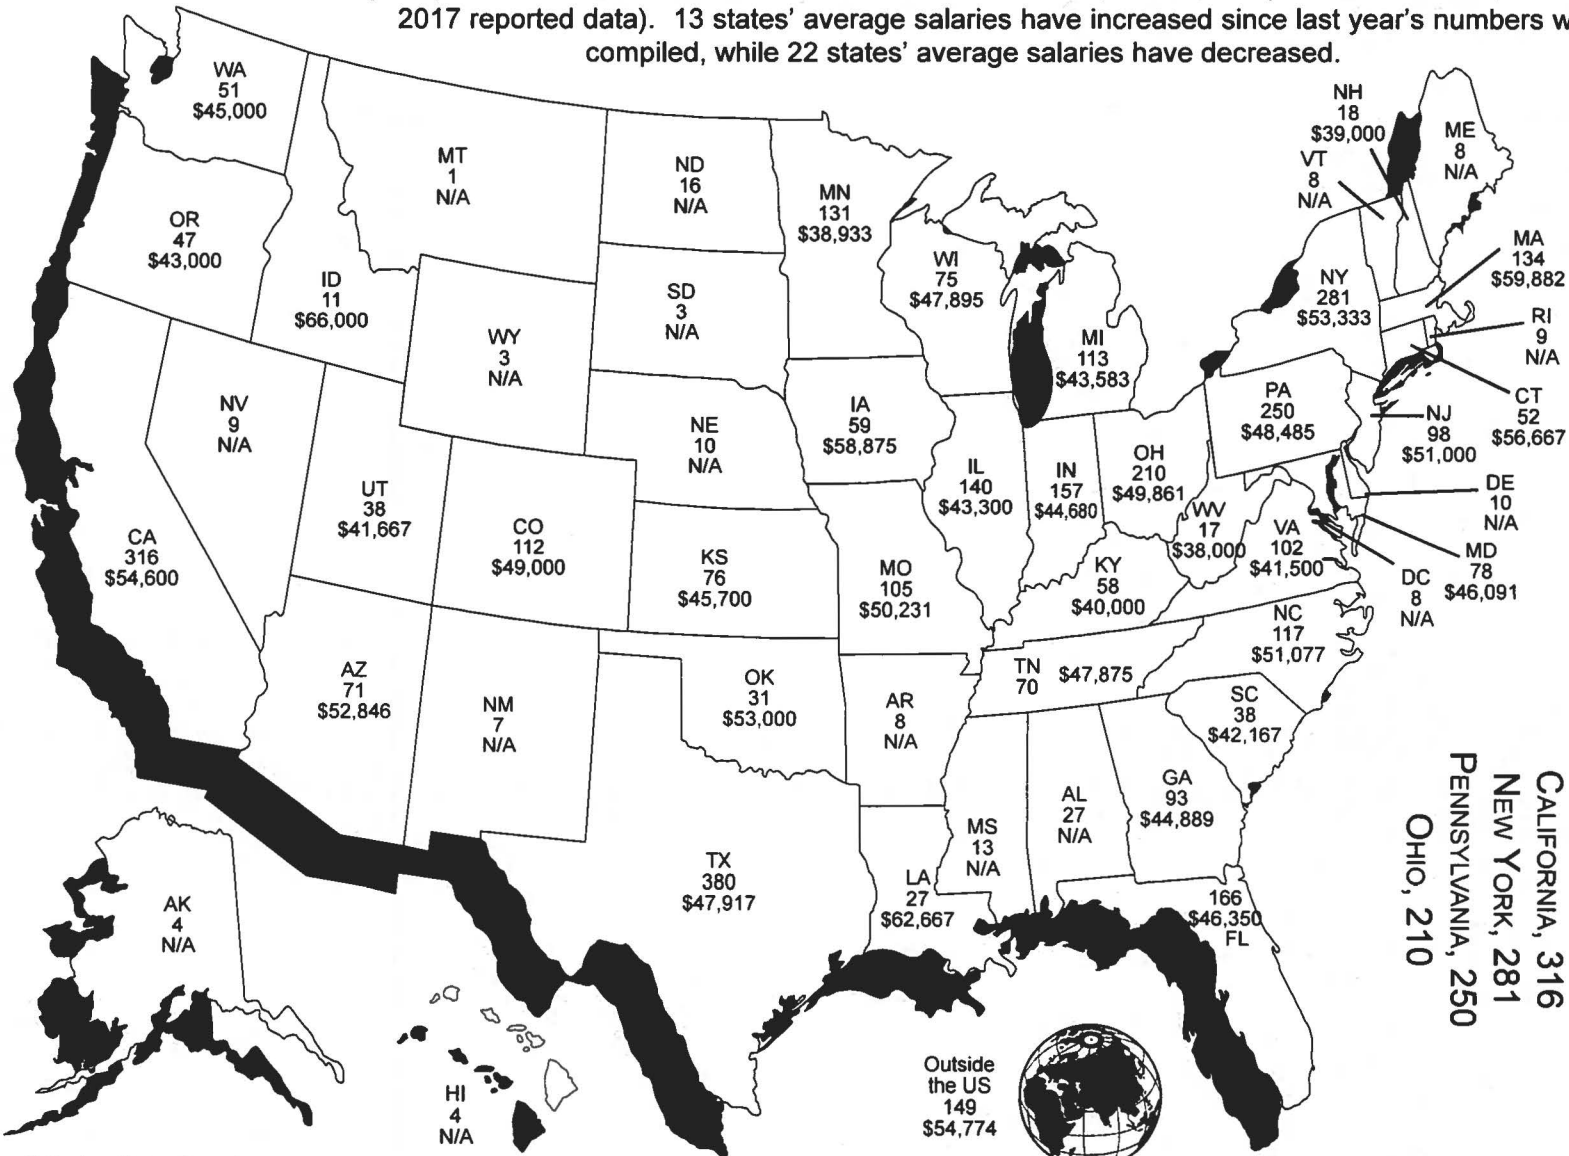 2017 reported data). 13 states’ average salaries have increased since last year’s numbers w
compiled, while 22 states’ average salaries have decreased.
WA
51
$45,000
OR
47
$43,000
ID
11
$66,000
MT
1
N/A
ND
16
N/A
MN
131
$38,933
SD
3
N/A
WY
3
N/A
WI
75
$47,895
MI
113
$43,583
NH
18
$39,000
VT
8
N/A
ME
8
N/A
MA
134
$59,882
NY
281
$53,333
RI
9
N/A
CT
52
$56,667
NJ
98
$51,000
PA
250
$48,485
DE
10
N/A
MD
78
$46,091
DC
8
N/A
NV
9
N/A
UT
38
$41,667
CO
112
$49,000
NE
10
N/A
IA
59
$58,875
IL
140
$43,300
IN
157
$44,680
OH
210
$49,861
WV
17
$38,000
VA
102
$41,500
CA
316
$54,600
KS
76
$45,700
MO
105
$50,231
KY
58
$40,000
NC
117
$51,077
TN
70
$47,875
SC
38
$42,167
AZ
71
$52,846
NM
7
N/A
OK
31
$53,000
AR
8
N/A
MS
13
N/A
AL
27
N/A
GA
93
$44,889
TX
380
$47,917
LA
27
$62,667
166
$46,350
FL
AK
4
N/A
HI
4
N/A
Outside
the US
149
$54,774
CALIFORNIA, 316
NEW YORK, 281
PENNSYLVANIA, 250
OHIO, 210